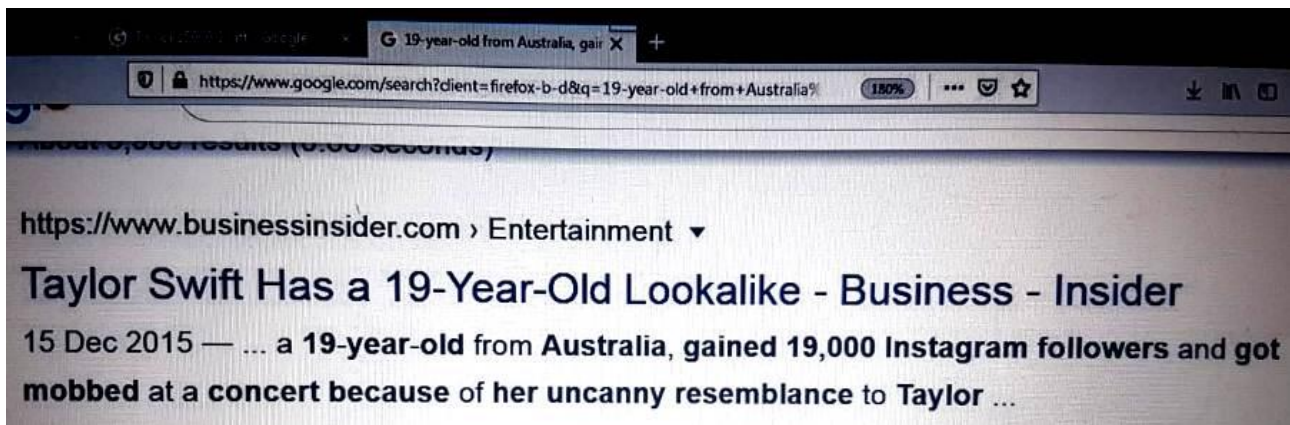 G 19-year-old from Australia, gair
https://www.google.com/search?client=firefox-b-d&q=19-year-old+from+Australia% 180%
results
https://www.businessinsider.com › Entertainment
Taylor Swift Has a 19-Year-Old Lookalike - Business - Insider
15 Dec 2015 — ... a 19-year-old from Australia, gained 19,000 Instagram followers and got
mobbed at a concert because of her uncanny resemblance to Taylor ...